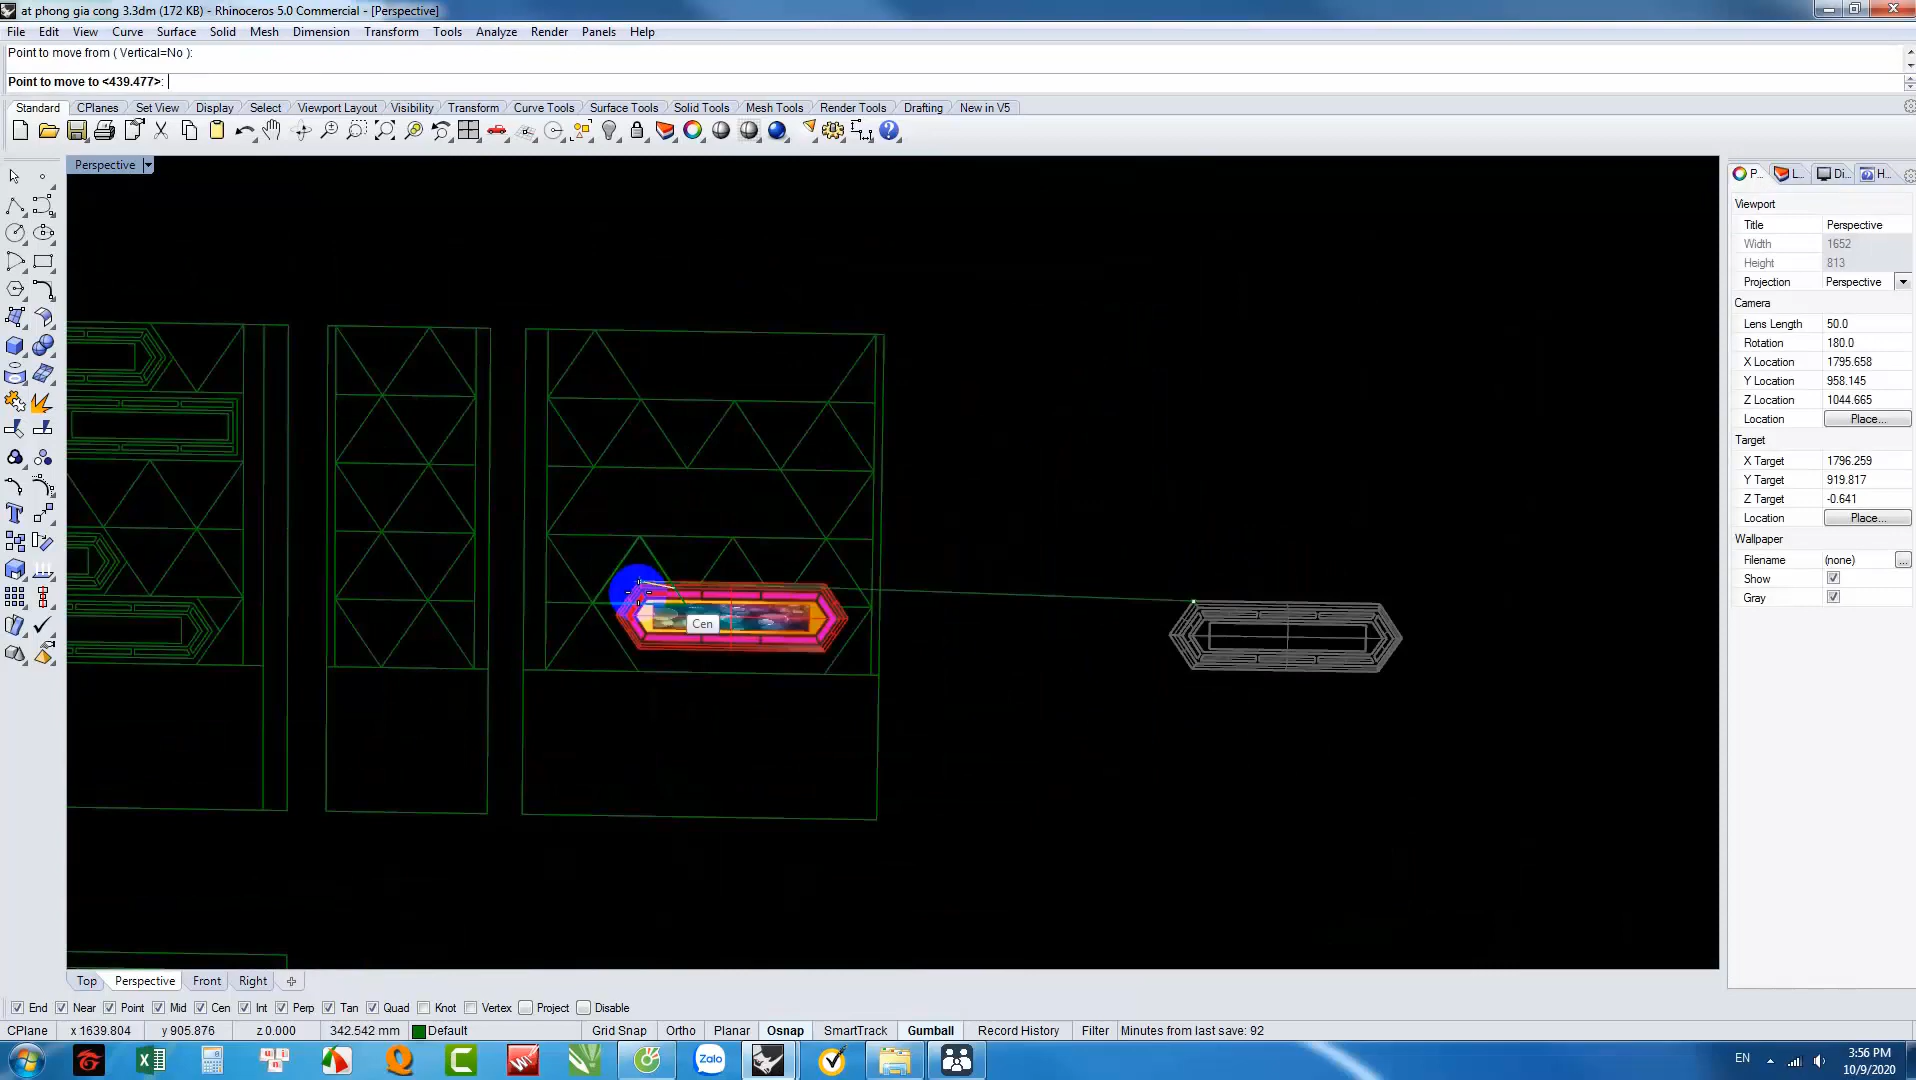 at phong gia cong 3.3dm (172 KB) - Rhinoceros 5.0 Commercial - [Perspective]
File Edit View Curve Surface Solid Mesh Dimension Transform Tools Analyze Render Panels Help
Point to move from ( Vertical=No ):
Point to move to <439.477>:
Standard CPlanes Set View Display Select Viewport Layout Visibility Transform Curve Tools Surface Tools Solid Tools Mesh Tools Render Tools Drafting New in V5
Perspective
P... L... Di... H...
Viewport
Title Perspective
Width 1652
Height 813
Projection Perspective
Camera
Lens Length 50.0
Rotation 180.0
X Location 1795.658
Y Location 958.145
Z Location 1044.665
Location Place...
Target
X Target 1796.259
Y Target 919.817
Z Target -0.641
Location Place...
Wallpaper
Filename (none) ...
Show
Gray
Cen
Top Perspective Front Right
End Near Point Mid Cen Int Perp Tan Quad Knot Vertex Project Disable
CPlane x 1639.804 y 905.876 z 0.000 342.542 mm Default Grid Snap Ortho Planar Osnap SmartTrack Gumball Record History Filter Minutes from last save: 92
Zalo
EN
3:56 PM
10/9/2020